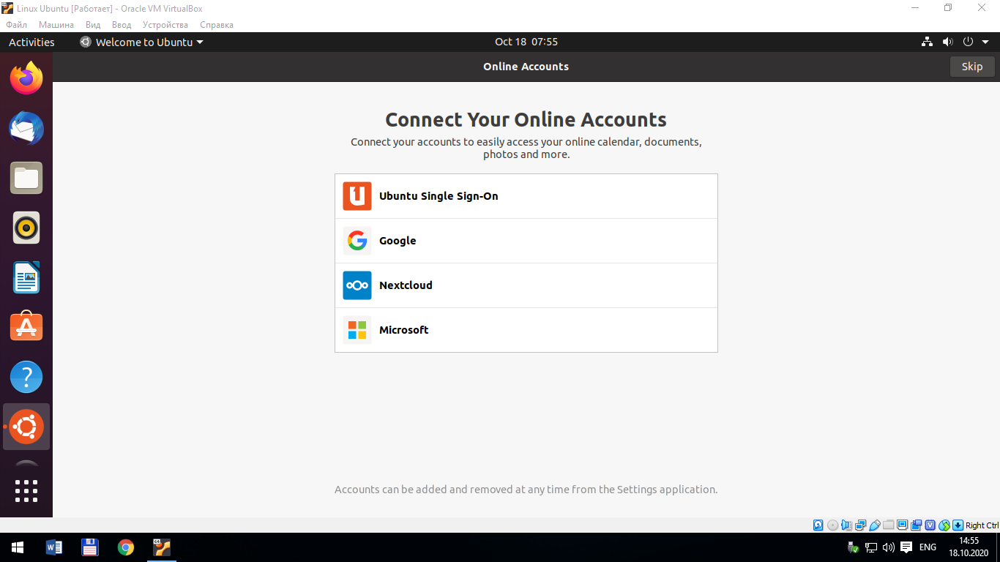 Linux Ubuntu [Работает] - Oracle VM VirtualBox
Файл Машина Вид Ввод Устройства Справка
Activities Welcome to Ubuntu Oct 18 07:55
Online Accounts Skip
Connect Your Online Accounts
Connect your accounts to easily access your online calendar, documents,
photos and more.
Ubuntu Single Sign-On
Google
Nextcloud
Microsoft
Accounts can be added and removed at any time from the Settings application.
Right Ctrl
ENG 14:55
18.10.2020